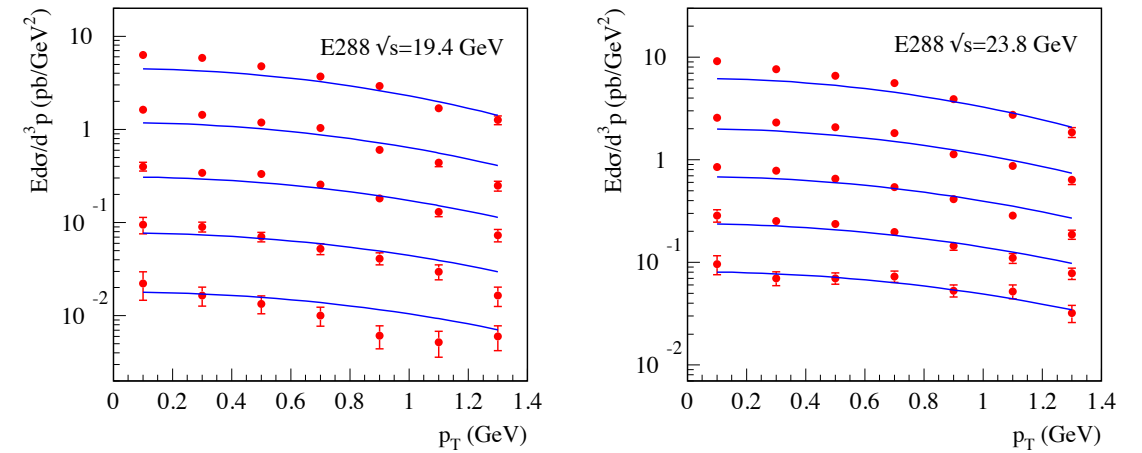 Edσ/d³p (pb/GeV²)
E288 √s=19.4 GeV
10
1
10⁻¹
10⁻²
0 0.2 0.4 0.6 0.8 1 1.2 1.4
p_T (GeV)
Edσ/d³p (pb/GeV²)
E288 √s=23.8 GeV
10
1
10⁻¹
10⁻²
0 0.2 0.4 0.6 0.8 1 1.2 1.4
p_T (GeV)